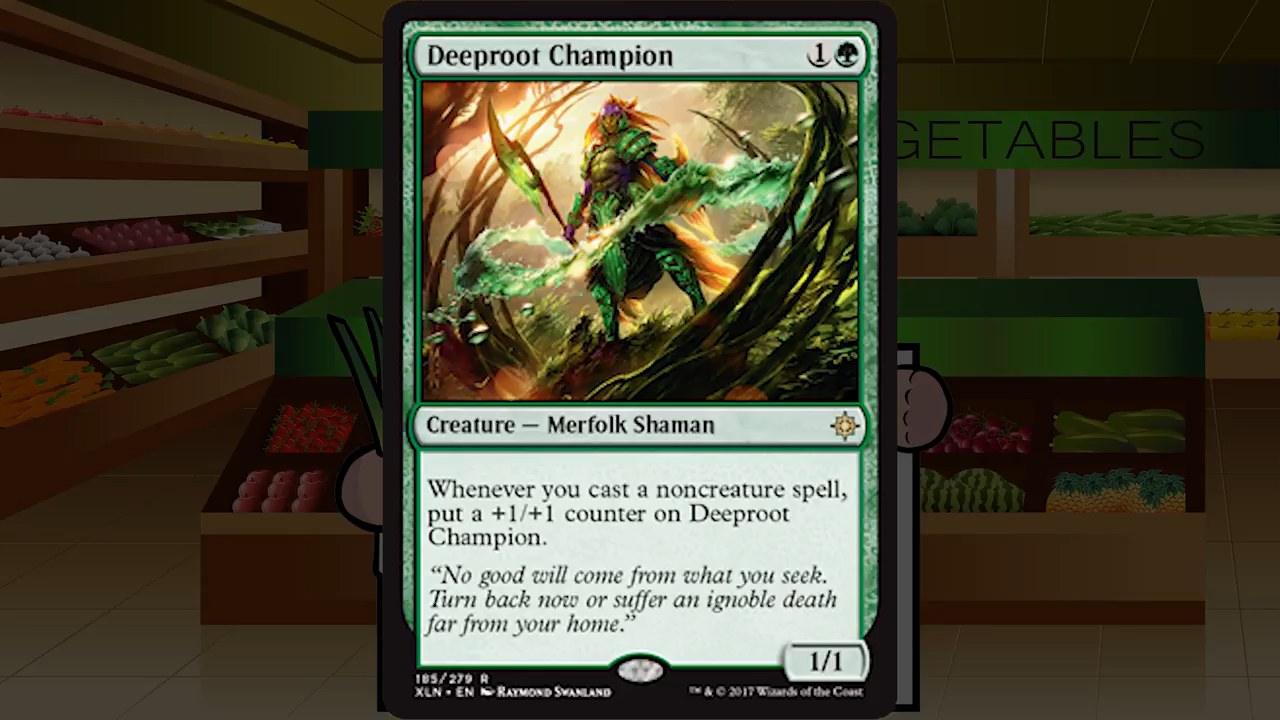 Deeproot Champion 1
GETABLES
Creature — Merfolk Shaman
Whenever you cast a noncreature spell,
put a +1/+1 counter on Deeproot
Champion.
“No good will come from what you seek.
Turn back now or suffer an ignoble death
far from your home.”
1/1
185/279 R
XLN • EN Raymond Swanland
™ & © 2017 Wizards of the Coast